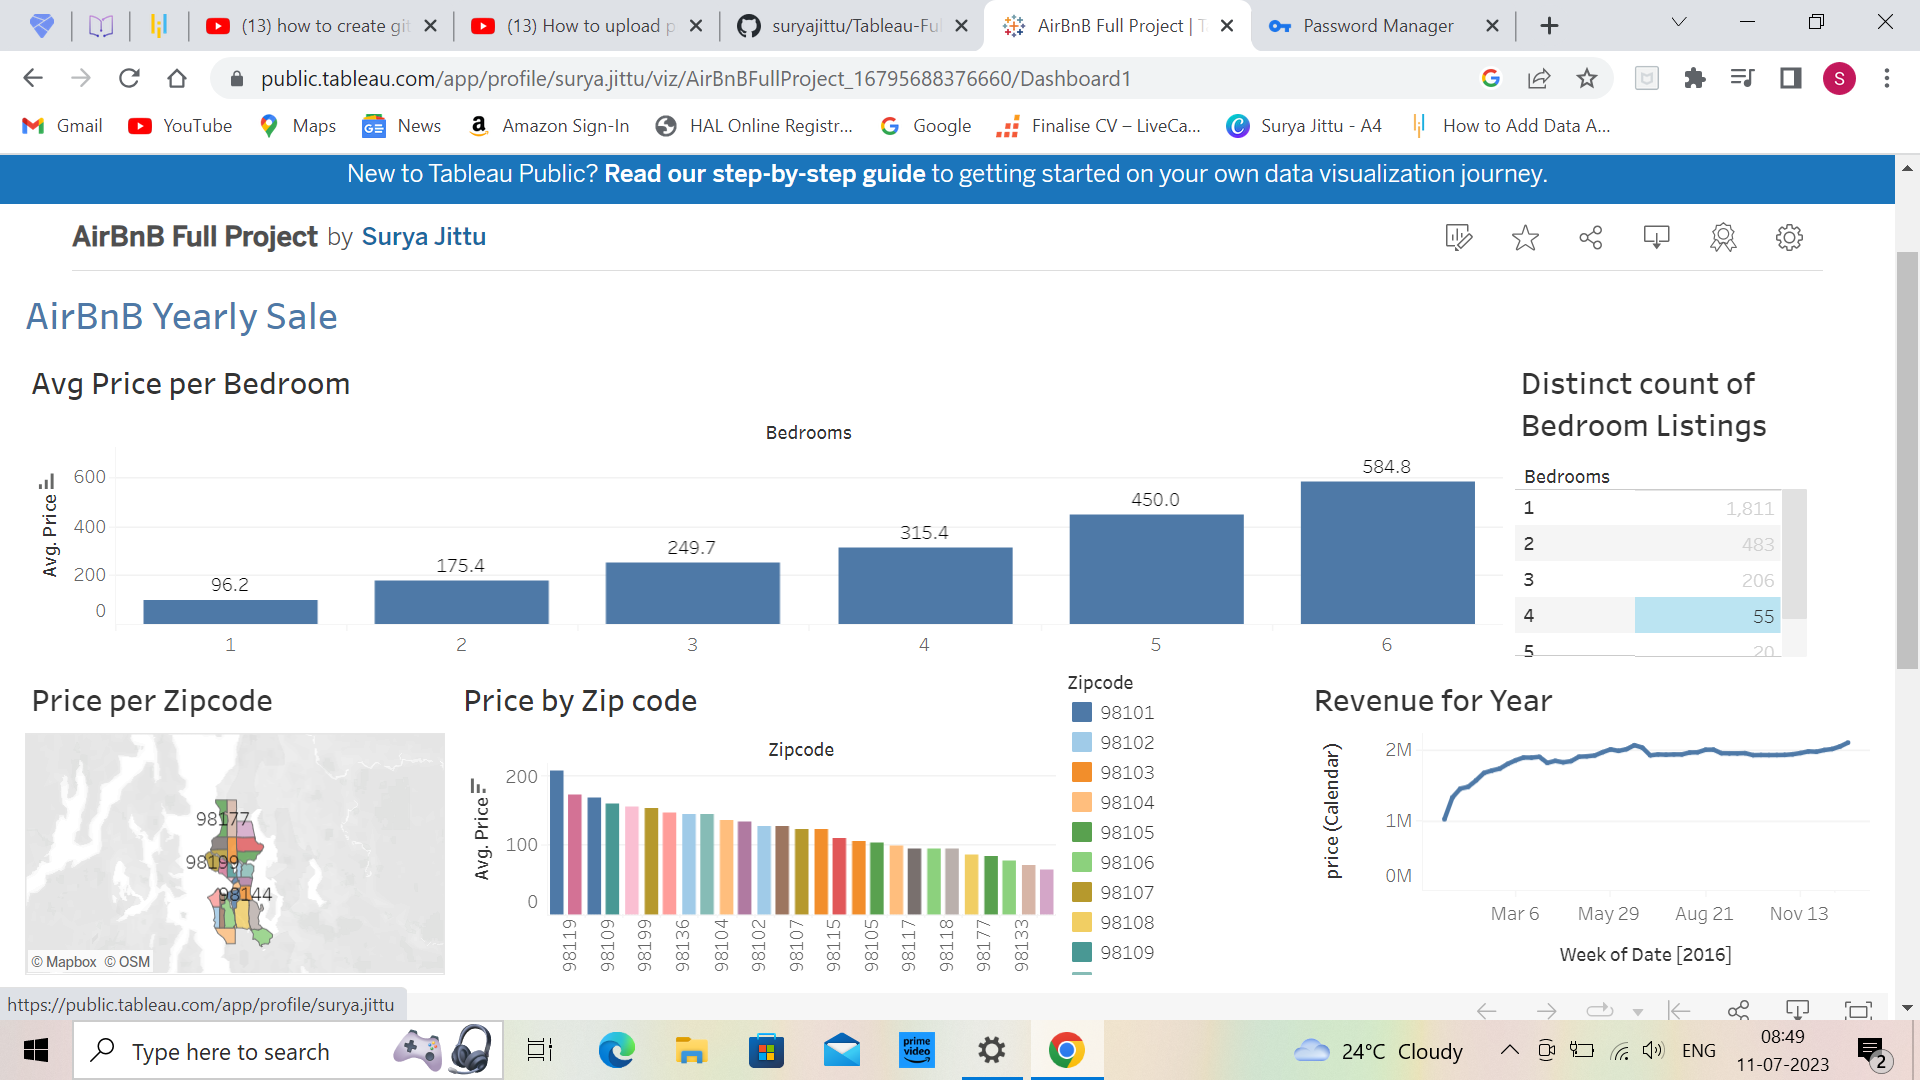 (13) how to create git
(13) How to upload p
suryajittu/Tableau-Ful
AirBnB Full Project | T
Password Manager
public.tableau.com/app/profile/surya.jittu/viz/AirBnBFullProject_16795688376660/Dashboard1
S
Gmail
YouTube
Maps
News
Amazon Sign-In
HAL Online Registr...
Google
Finalise CV – LiveCa...
Surya Jittu - A4
How to Add Data A...
New to Tableau Public? Read our step-by-step guide to getting started on your own data visualization journey.
AirBnB Full Project by Surya Jittu
AirBnB Yearly Sale
Avg Price per Bedroom
Bedrooms
Avg. Price
600
400
200
0
96.2
175.4
249.7
315.4
450.0
584.8
1
2
3
4
5
6
Distinct count of
Bedroom Listings
Bedrooms
1 1,811
2 483
3 206
4 55
5 20
Price per Zipcode
98177
98199
98144
© Mapbox © OSM
Price by Zip code
Zipcode
Avg. Price
200
100
0
98119
98109
98199
98136
98104
98102
98107
98115
98105
98117
98118
98177
98133
Zipcode
98101
98102
98103
98104
98105
98106
98107
98108
98109
Revenue for Year
price (Calendar)
2M
1M
0M
Mar 6
May 29
Aug 21
Nov 13
Week of Date [2016]
https://public.tableau.com/app/profile/surya.jittu
Type here to search
prime video
24°C Cloudy
ENG
08:49
11-07-2023
2